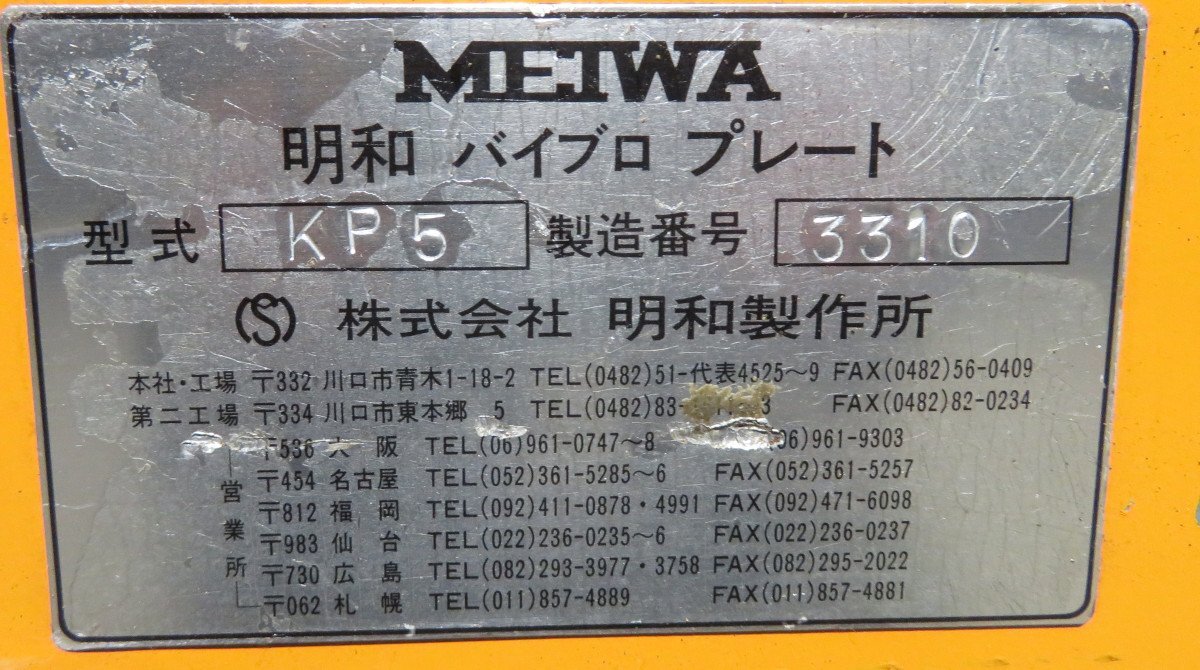 MEIWA
明和 バイブロ プレート
型式 KP5 製造番号 3310
(S) 株式会社 明和製作所
本社・工場 〒332 川口市青木1-18-2 TEL(0482)51-代表4525〜9 FAX(0482)56-0409
第二工場 〒334 川口市東本郷 5 TEL(0482)83- FAX(0482)82-0234
〒536 大阪 TEL(06)961-0747〜8 (06)961-9303
営業所
〒454 名古屋 TEL(052)361-5285〜6 FAX(052)361-5257
〒812 福岡 TEL(092)411-0878・4991 FAX(092)471-6098
〒983 仙台 TEL(022)236-0235〜6 FAX(022)236-0237
〒730 広島 TEL(082)293-3977・3758 FAX(082)295-2022
〒062 札幌 TEL(011)857-4889 FAX(011)857-4881